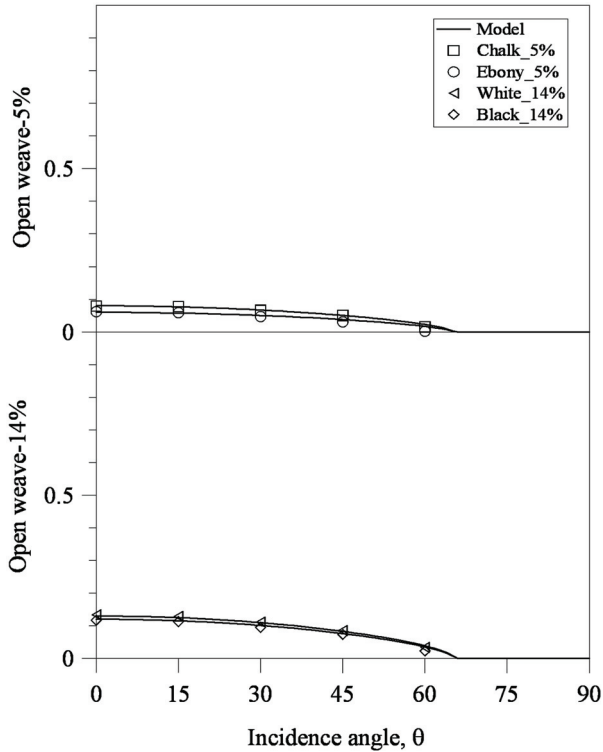 Model
Chalk_5%
Ebony_5%
White_14%
Black_14%
Open weave-5%
0.5
0
Open weave-14%
0.5
0
0 15 30 45 60 75 90
Incidence angle, θ